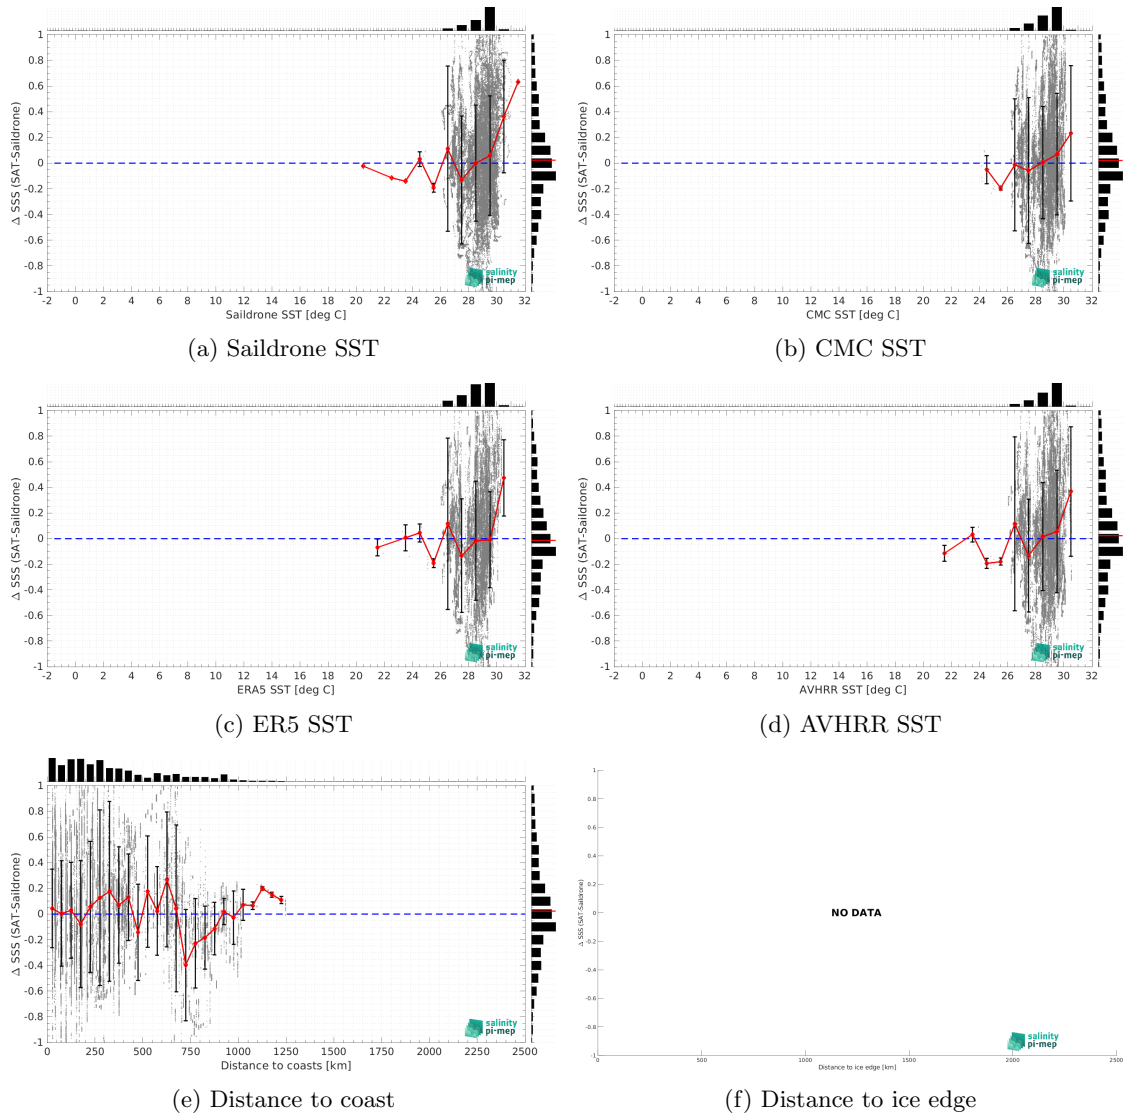 1
0.8
0.6
0.4
0.2
0
-0.2
-0.4
-0.6
-0.8
-1
Δ SSS (SAT-Saildrone)
salinity
pi-mep
-2 0 2 4 6 8 10 12 14 16 18 20 22 24 26 28 30 32
Saildrone SST [deg C]
(a) Saildrone SST
1
0.8
0.6
0.4
0.2
0
-0.2
-0.4
-0.6
-0.8
-1
Δ SSS (SAT-Saildrone)
salinity
pi-mep
-2 0 2 4 6 8 10 12 14 16 18 20 22 24 26 28 30 32
CMC SST [deg C]
(b) CMC SST
1
0.8
0.6
0.4
0.2
0
-0.2
-0.4
-0.6
-0.8
-1
Δ SSS (SAT-Saildrone)
salinity
pi-mep
-2 0 2 4 6 8 10 12 14 16 18 20 22 24 26 28 30 32
ERA5 SST [deg C]
(c) ER5 SST
1
0.8
0.6
0.4
0.2
0
-0.2
-0.4
-0.6
-0.8
-1
Δ SSS (SAT-Saildrone)
salinity
pi-mep
-2 0 2 4 6 8 10 12 14 16 18 20 22 24 26 28 30 32
AVHRR SST [deg C]
(d) AVHRR SST
1
0.8
0.6
0.4
0.2
0
-0.2
-0.4
-0.6
-0.8
-1
Δ SSS (SAT-Saildrone)
salinity
pi-mep
0 250 500 750 1000 1250 1500 1750 2000 2250 2500
Distance to coasts [km]
(e) Distance to coast
1
0.8
0.6
0.4
0.2
0
-0.2
-0.4
-0.6
-0.8
-1
Δ SSS (SAT-Saildrone)
NO DATA
salinity
pi-mep
0 500 1000 1500 2000 2500
Distance to ice edge [km]
(f) Distance to ice edge